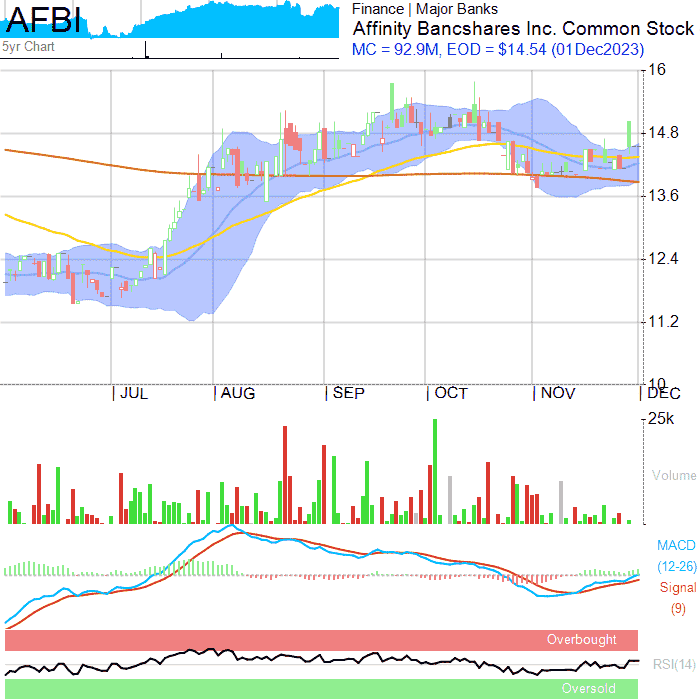 AFBI
5yr Chart
Finance | Major Banks
Affinity Bancshares Inc. Common Stock
MC = 92.9M, EOD = $14.54 (01Dec2023)
16
14.8
13.6
12.4
11.2
10
| JUL | AUG | SEP | OCT | NOV | DEC
25k
Volume
MACD
(12-26)
Signal
(9)
Overbought
RSI(14)
Oversold